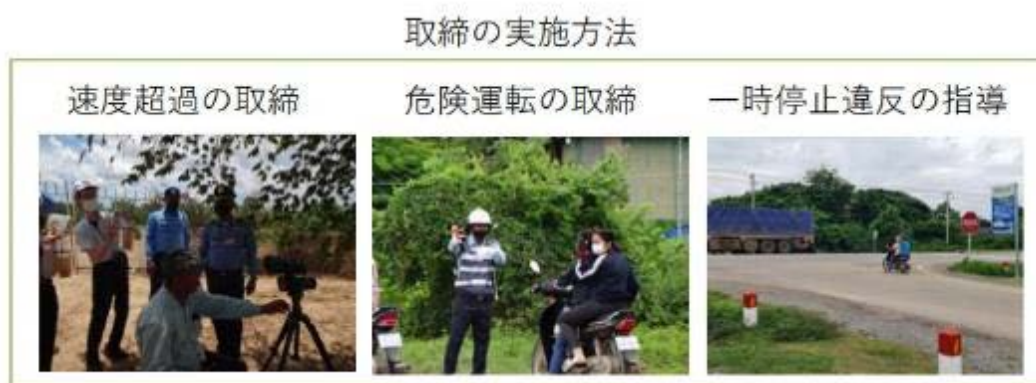 取締の実施方法
速度超過の取締
危険運転の取締
一時停止違反の指導